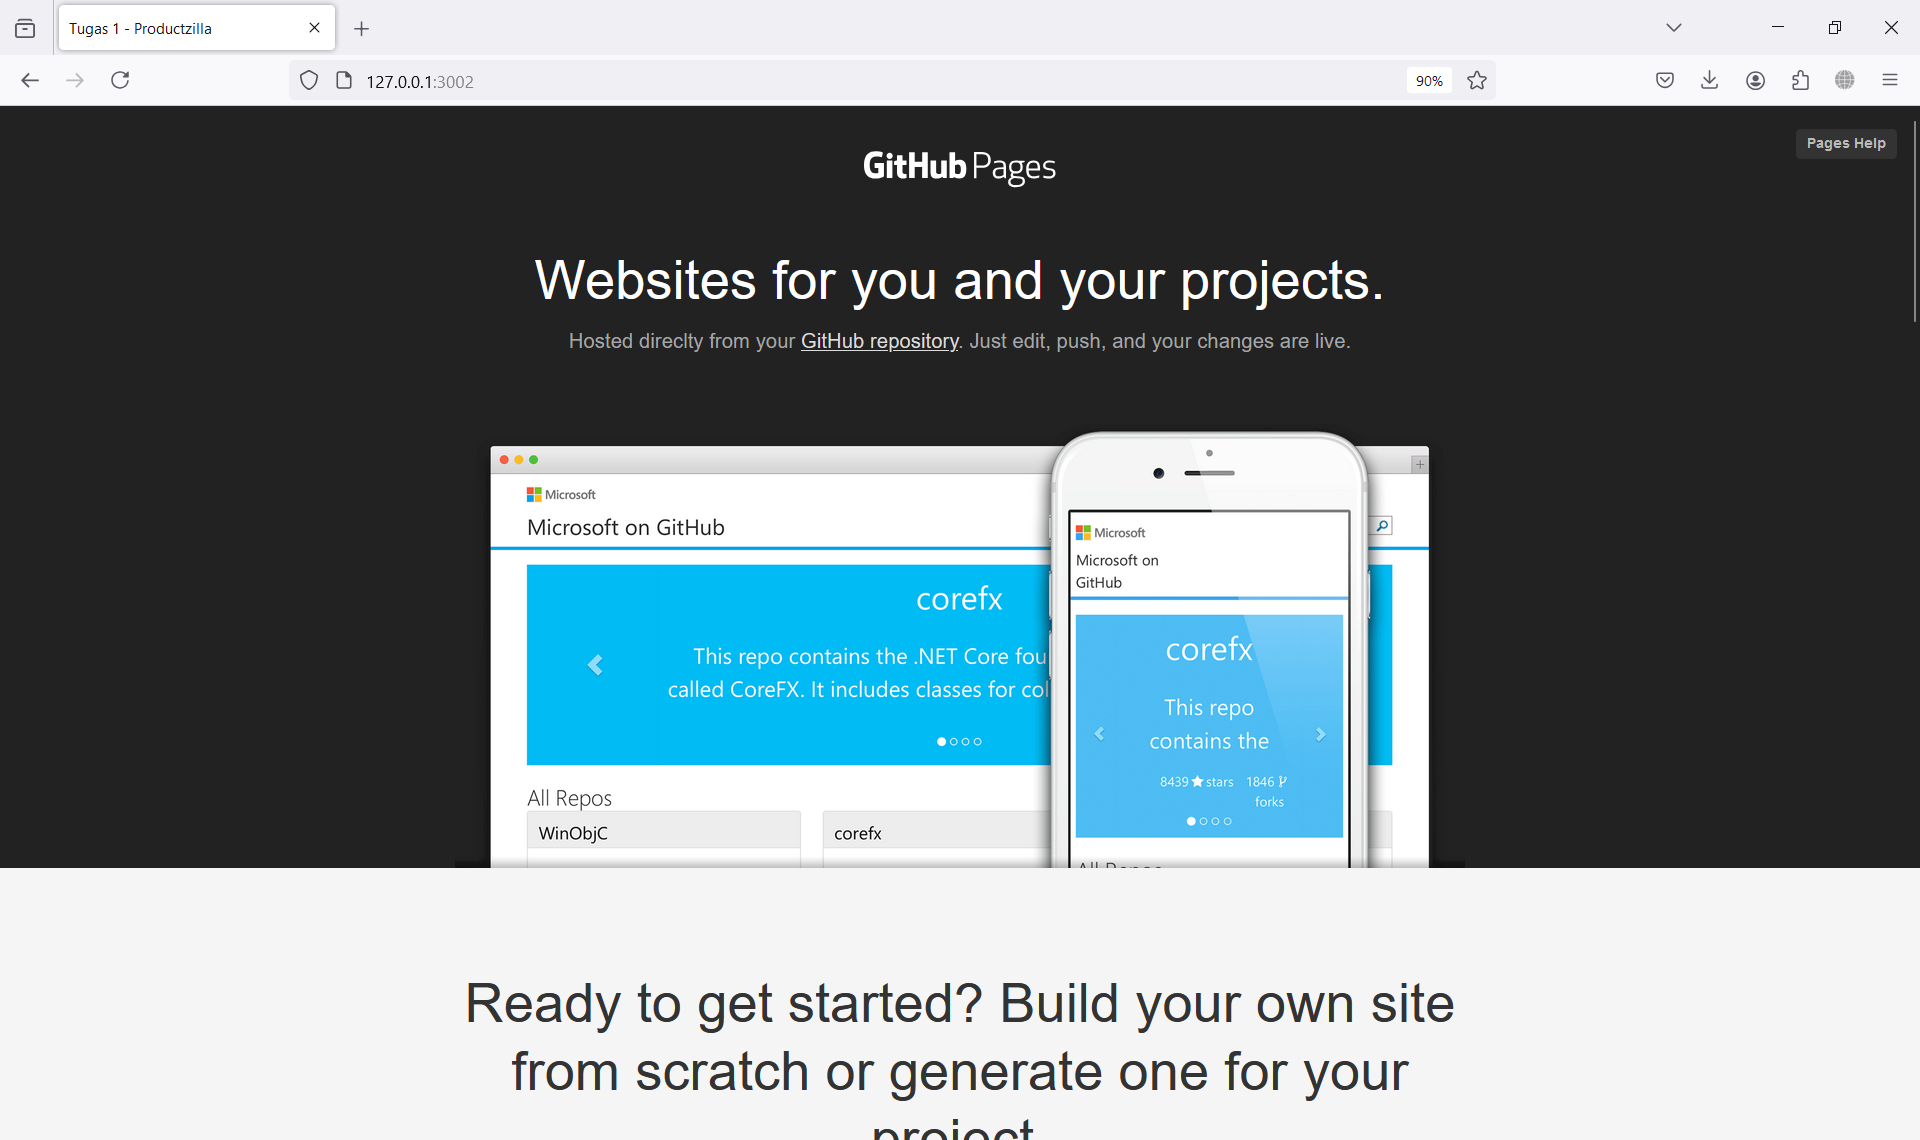 Tugas 1 - Productzilla
127.0.0.1:3002
90%
Pages Help
GitHub Pages
Websites for you and your projects.
Hosted direclty from your GitHub repository. Just edit, push, and your changes are live.
Microsoft
Microsoft on GitHub
corefx
This repo contains the .NET Core fou
called CoreFX. It includes classes for col
All Repos
WinObjC
corefx
Microsoft
Microsoft on
GitHub
corefx
This repo
contains the
8439 stars 1846
forks
All Repos
Ready to get started? Build your own site
from scratch or generate one for your
project